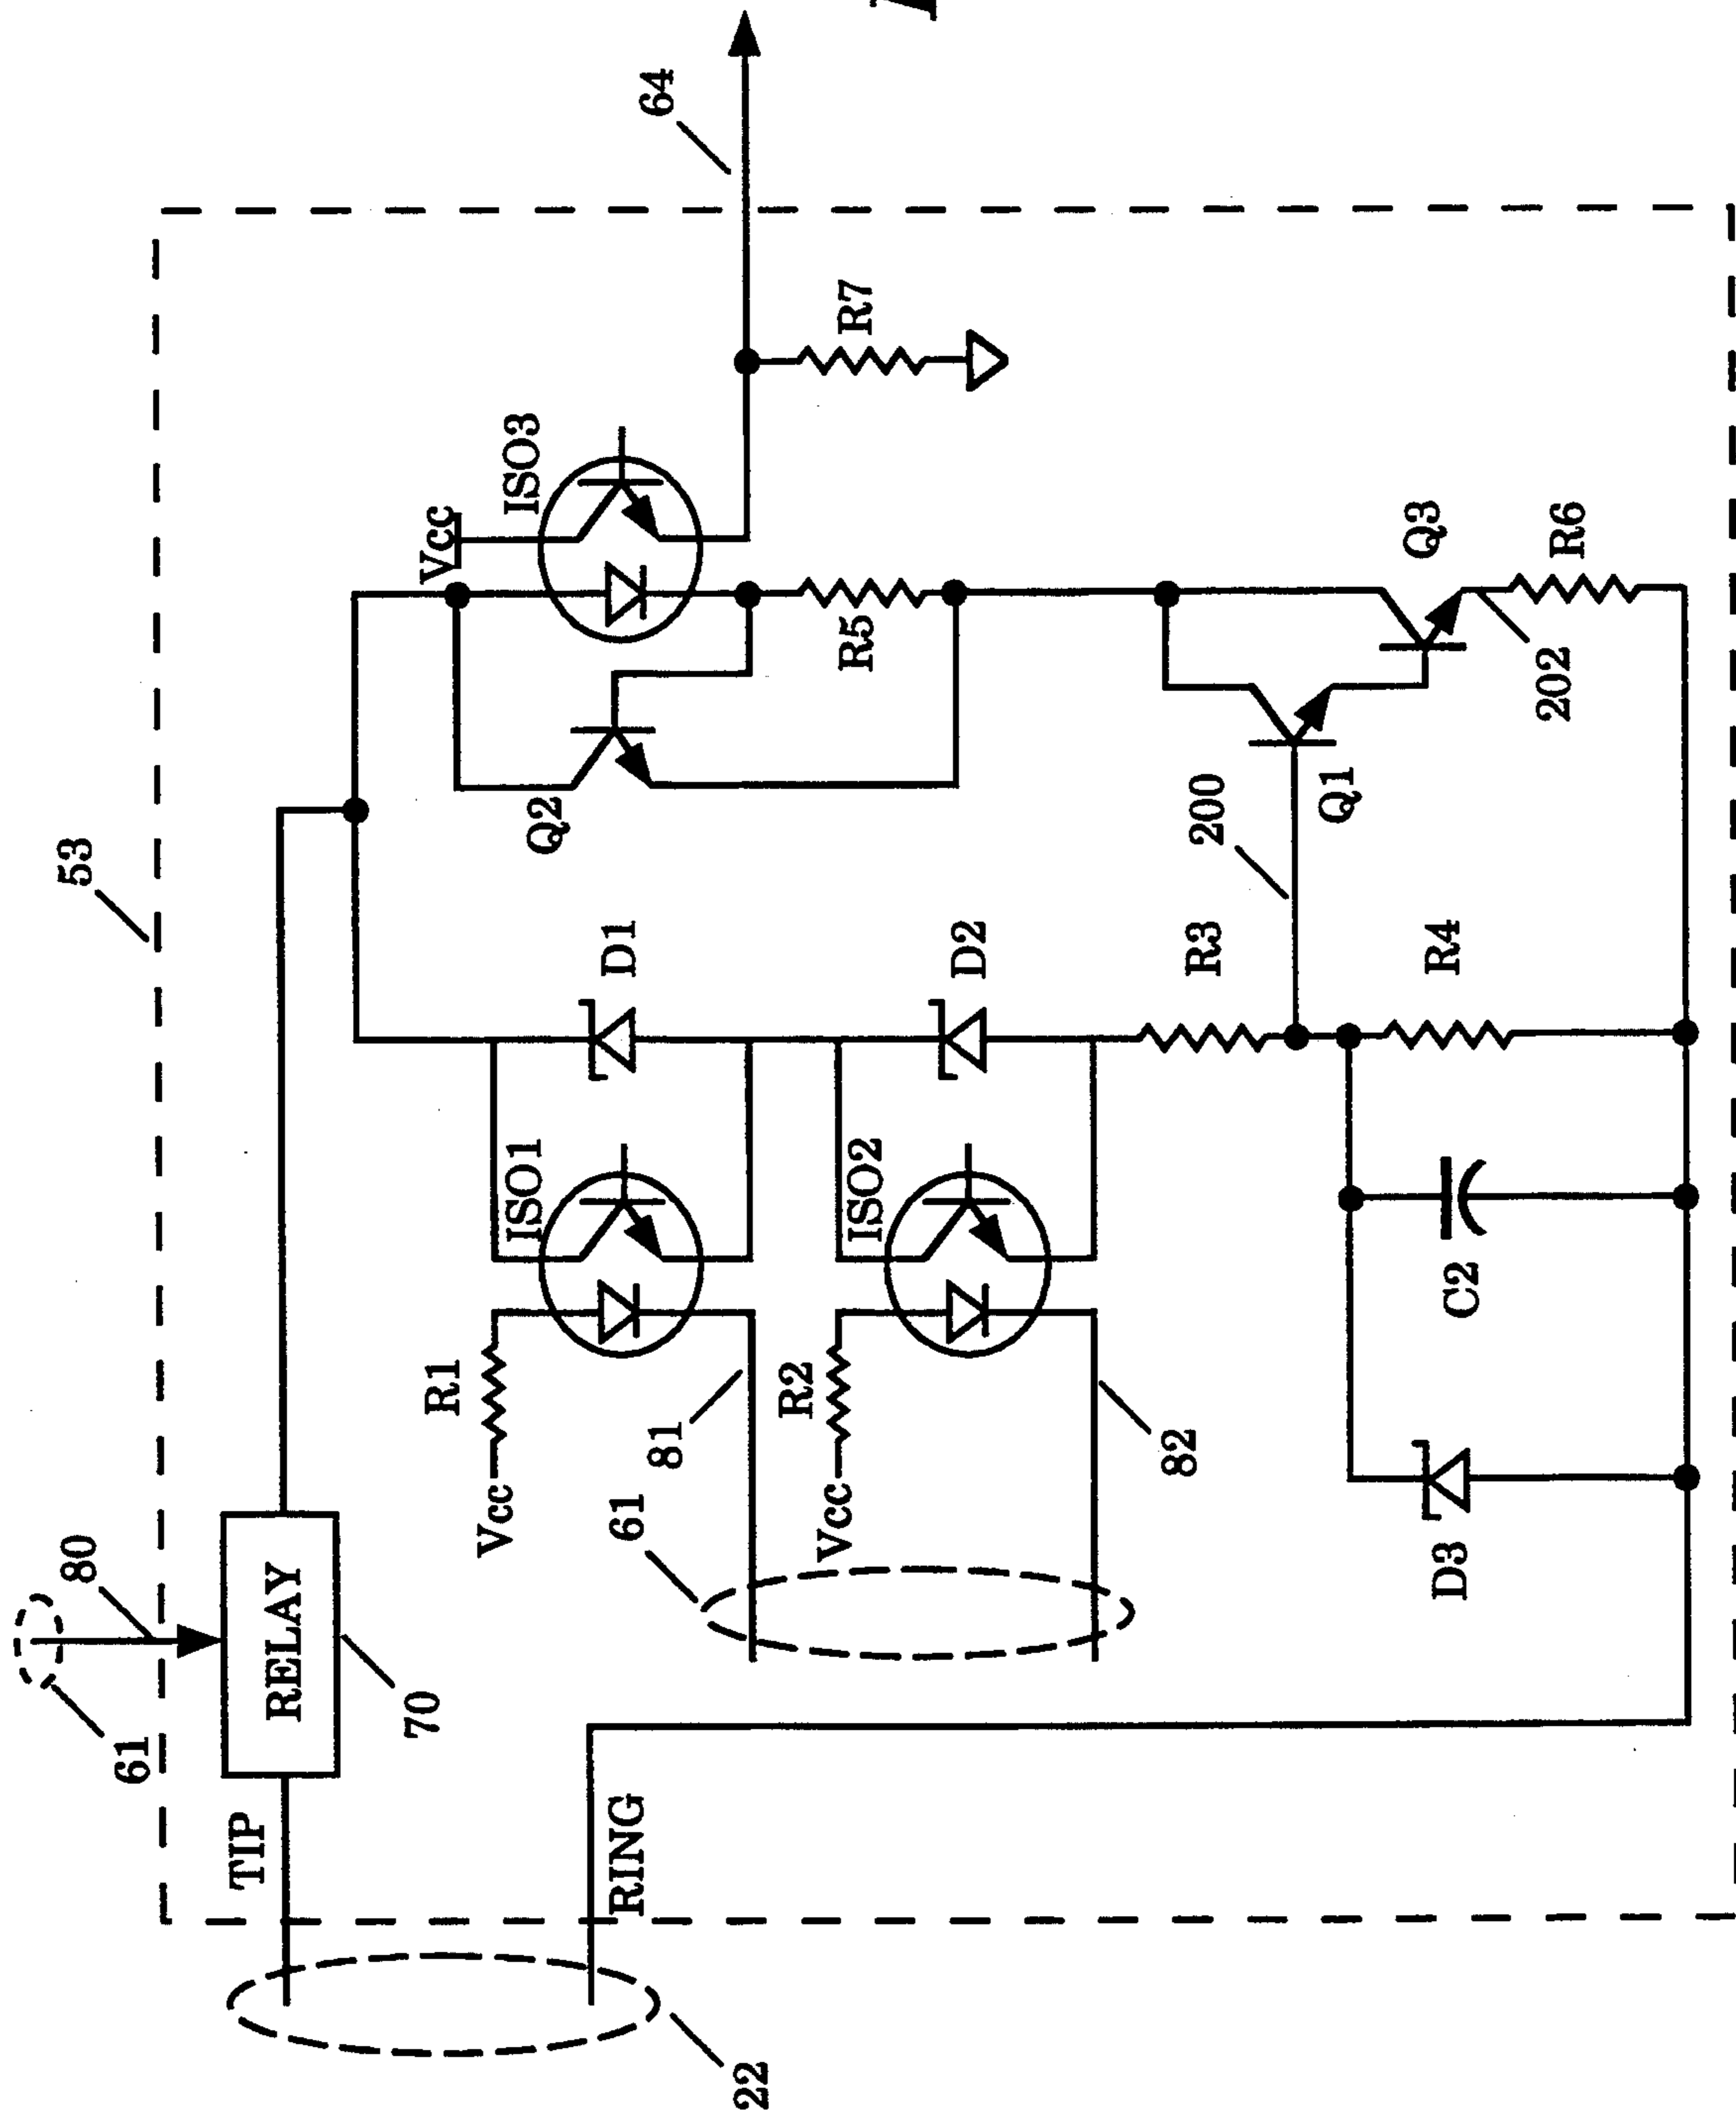 53
64
61
80
TIP
RELAY
70
Vcc
ISO3
Q2
R5
R7
R1
ISO1
D1
Vcc
81
61
R2
ISO2
D2
Vcc
82
RING
22
R3
200
Q1
Q3
202
R6
R4
C2
D3